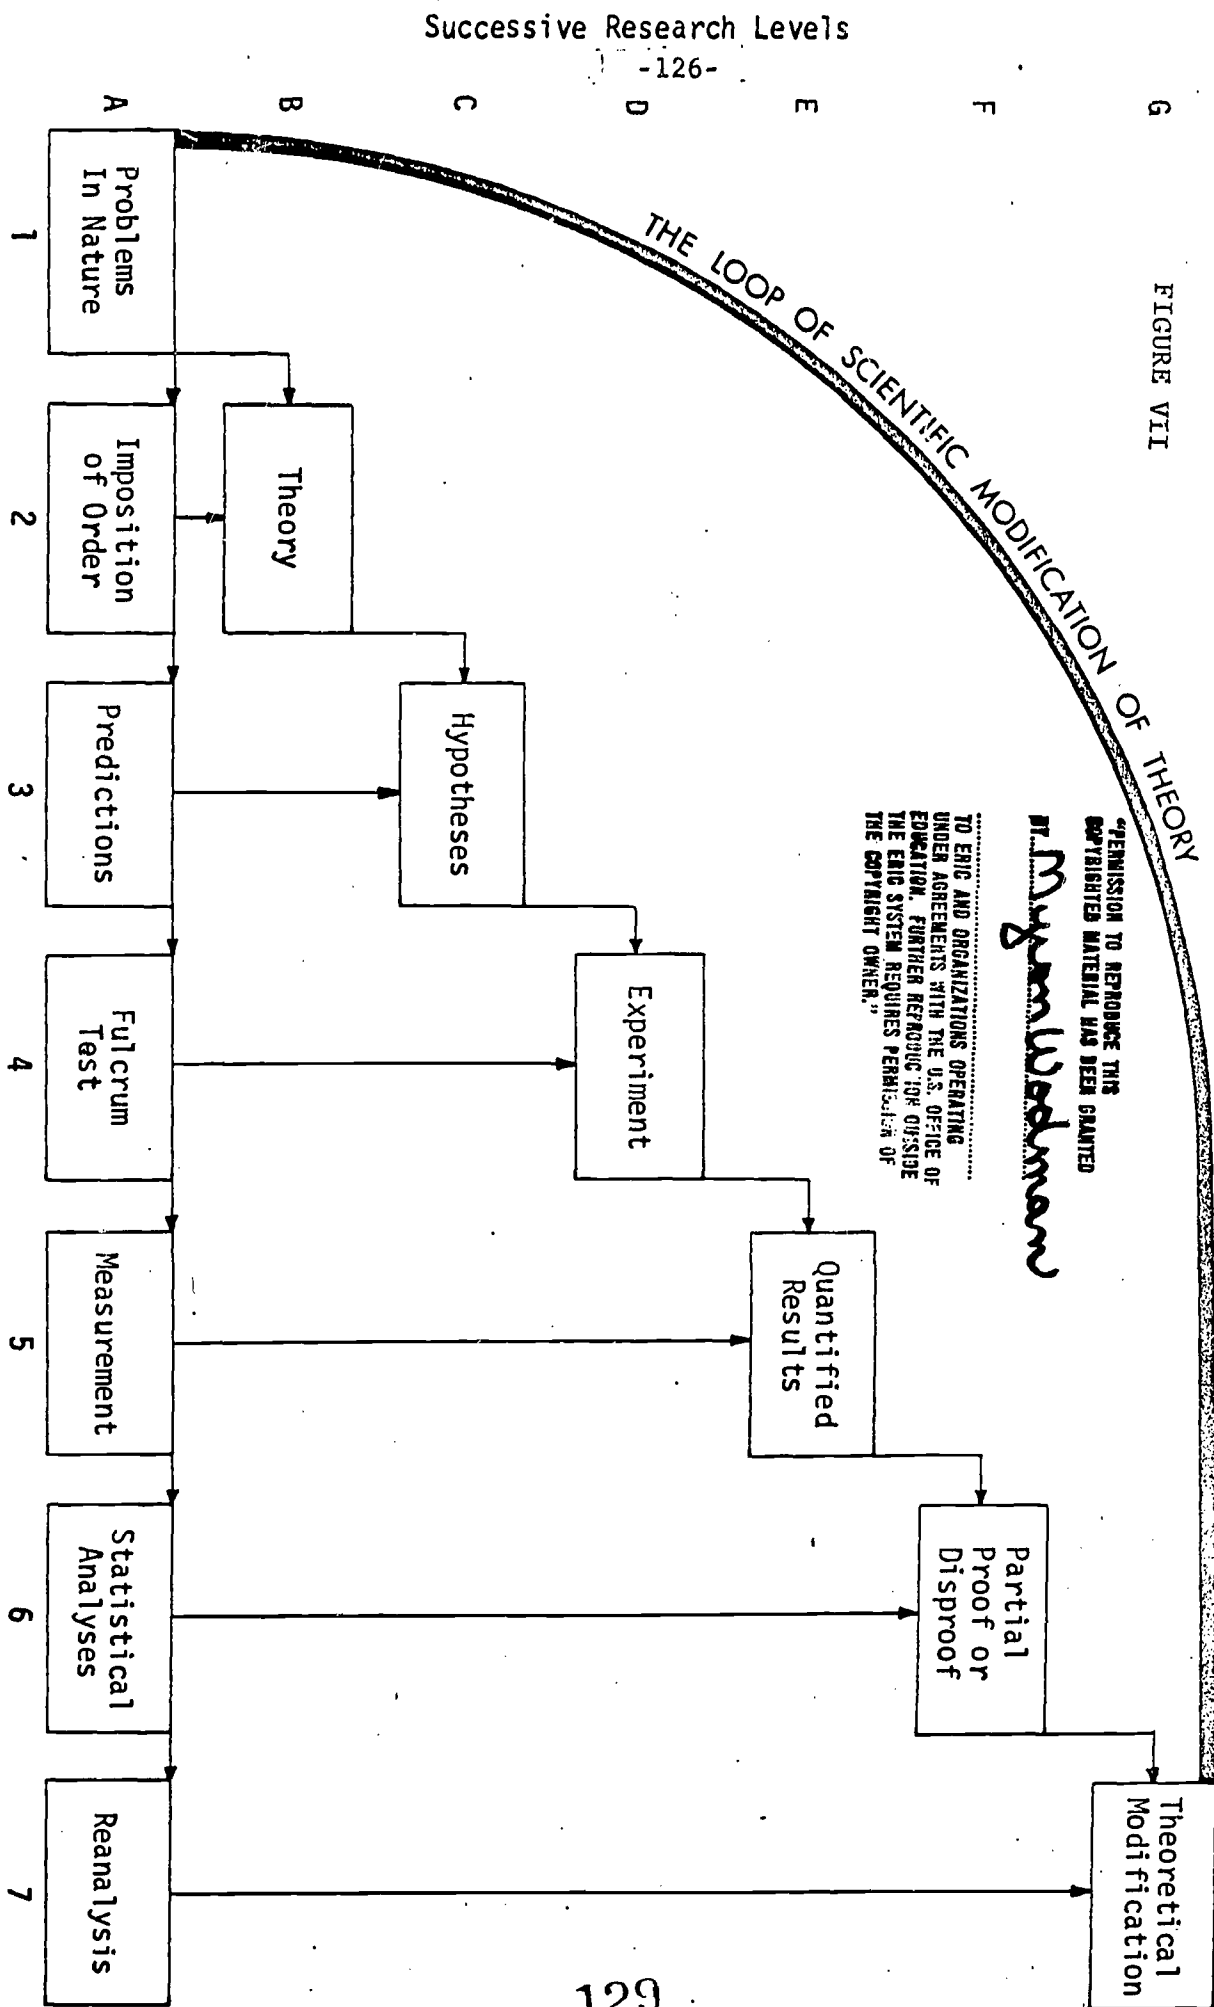 Successive Research Levels
-126-
A
B
C
D
E
F
G
FIGURE VII
THE LOOP OF SCIENTIFIC MODIFICATION OF THEORY
"PERMISSION TO REPRODUCE THIS
COPYRIGHTED MATERIAL HAS BEEN GRANTED
BY Myron Woodman
TO ERIC AND ORGANIZATIONS OPERATING
UNDER AGREEMENTS WITH THE U.S. OFFICE OF
EDUCATION. FURTHER REPRODUCTION OUTSIDE
THE ERIC SYSTEM REQUIRES PERMISSION OF
THE COPYRIGHT OWNER."
Problems
In Nature
Imposition
of Order
Predictions
Fulcrum
Test
Measurement
Statistical
Analyses
Reanalysis
Theory
Hypotheses
Experiment
Quantified
Results
Partial
Proof or
Disproof
Theoretical
Modification
1
2
3
4
5
6
7
129